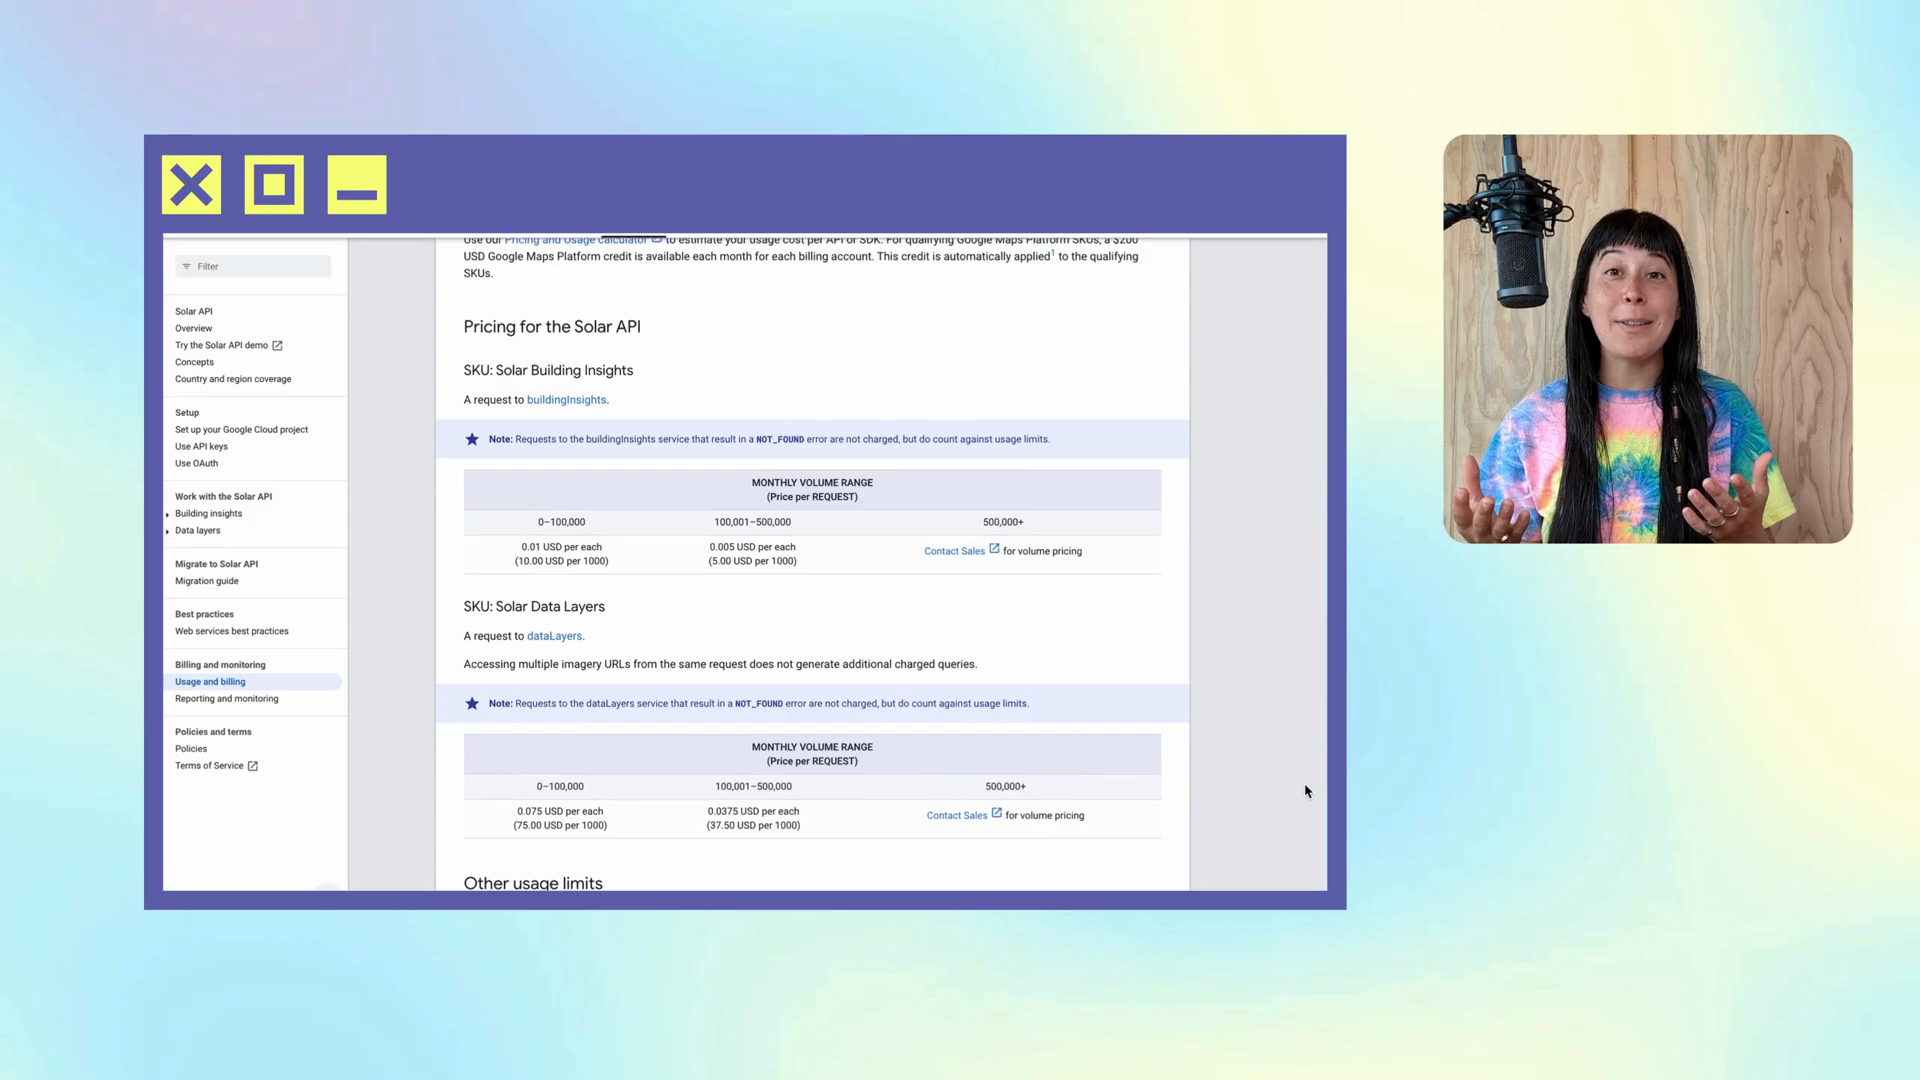 Use our Pricing and Usage calculator to estimate your usage cost per API or SDK. For qualifying Google Maps Platform SKUs, a $200
USD Google Maps Platform credit is available each month for each billing account. This credit is automatically applied1 to the qualifying
SKUs.
Filter
Solar API
Overview
Try the Solar API demo
Concepts
Country and region coverage
Setup
Set up your Google Cloud project
Use API keys
Use OAuth
Work with the Solar API
Building insights
Data layers
Migrate to Solar API
Migration guide
Best practices
Web services best practices
Billing and monitoring
Usage and billing
Reporting and monitoring
Policies and terms
Policies
Terms of Service
Pricing for the Solar API
SKU: Solar Building Insights
A request to buildingInsights.
Note: Requests to the buildingInsights service that result in a NOT_FOUND error are not charged, but do count against usage limits.
MONTHLY VOLUME RANGE
(Price per REQUEST)
0–100,000 100,001–500,000 500,000+
0.01 USD per each 0.005 USD per each Contact Sales for volume pricing
(10.00 USD per 1000) (5.00 USD per 1000)
SKU: Solar Data Layers
A request to dataLayers.
Accessing multiple imagery URLs from the same request does not generate additional charged queries.
Note: Requests to the dataLayers service that result in a NOT_FOUND error are not charged, but do count against usage limits.
MONTHLY VOLUME RANGE
(Price per REQUEST)
0–100,000 100,001–500,000 500,000+
0.075 USD per each 0.0375 USD per each Contact Sales for volume pricing
(75.00 USD per 1000) (37.50 USD per 1000)
Other usage limits